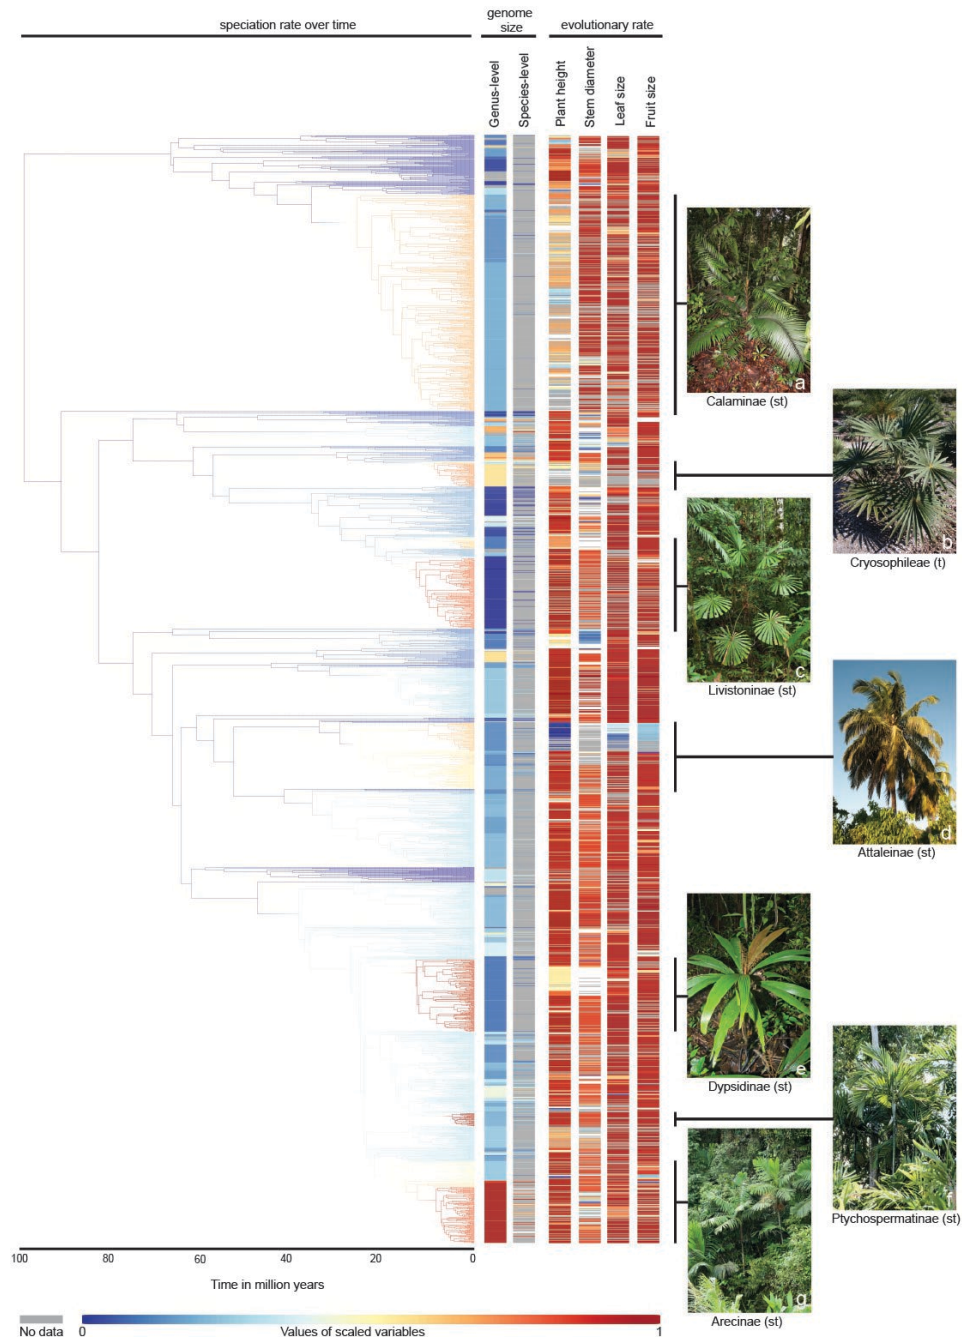 speciation rate over time
genome
size
evolutionary rate
Genus-level
Species-level
Plant height
Stem diameter
Leaf size
Fruit size
a
Calaminae (st)
b
Cryosophileae (t)
c
Livistoninae (st)
d
Attaleinae (st)
e
Dypsidinae (st)
f
Ptychospermatinae (st)
g
Arecinae (st)
100 80 60 40 20 0
Time in million years
No data
0 Values of scaled variables 1